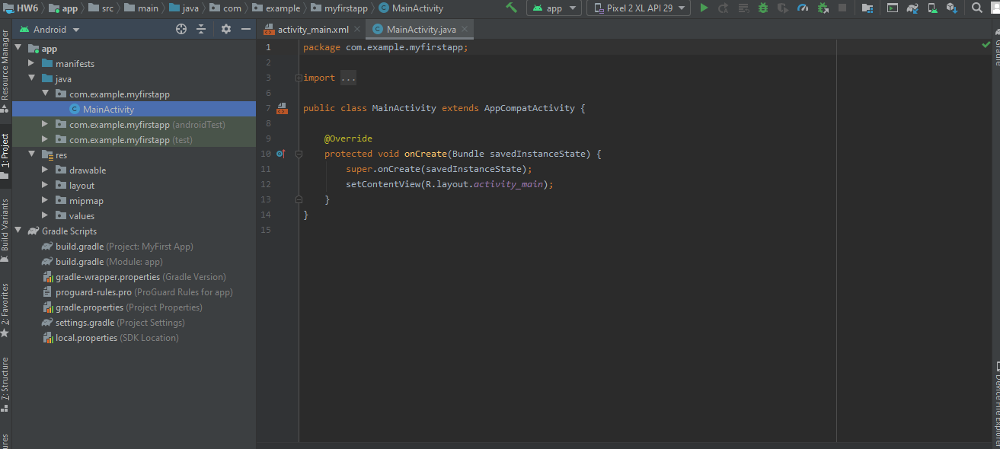 HW6 app src main java com example myfirstapp MainActivity app Pixel 2 XL API 29
Android
activity_main.xml MainActivity.java
Resource Manager
1: Project
Build Variants
2: Favorites
7: Structure
app
manifests
java
com.example.myfirstapp
MainActivity
com.example.myfirstapp (androidTest)
com.example.myfirstapp (test)
res
drawable
layout
mipmap
values
Gradle Scripts
build.gradle (Project: MyFirst App)
build.gradle (Module: app)
gradle-wrapper.properties (Gradle Version)
proguard-rules.pro (ProGuard Rules for app)
gradle.properties (Project Properties)
settings.gradle (Project Settings)
local.properties (SDK Location)
1 package com.example.myfirstapp;
2
3 import ...
6
7 public class MainActivity extends AppCompatActivity {
8
9 @Override
10 protected void onCreate(Bundle savedInstanceState) {
11 super.onCreate(savedInstanceState);
12 setContentView(R.layout.activity_main);
13 }
14 }
15
Gradle
Device File Explorer